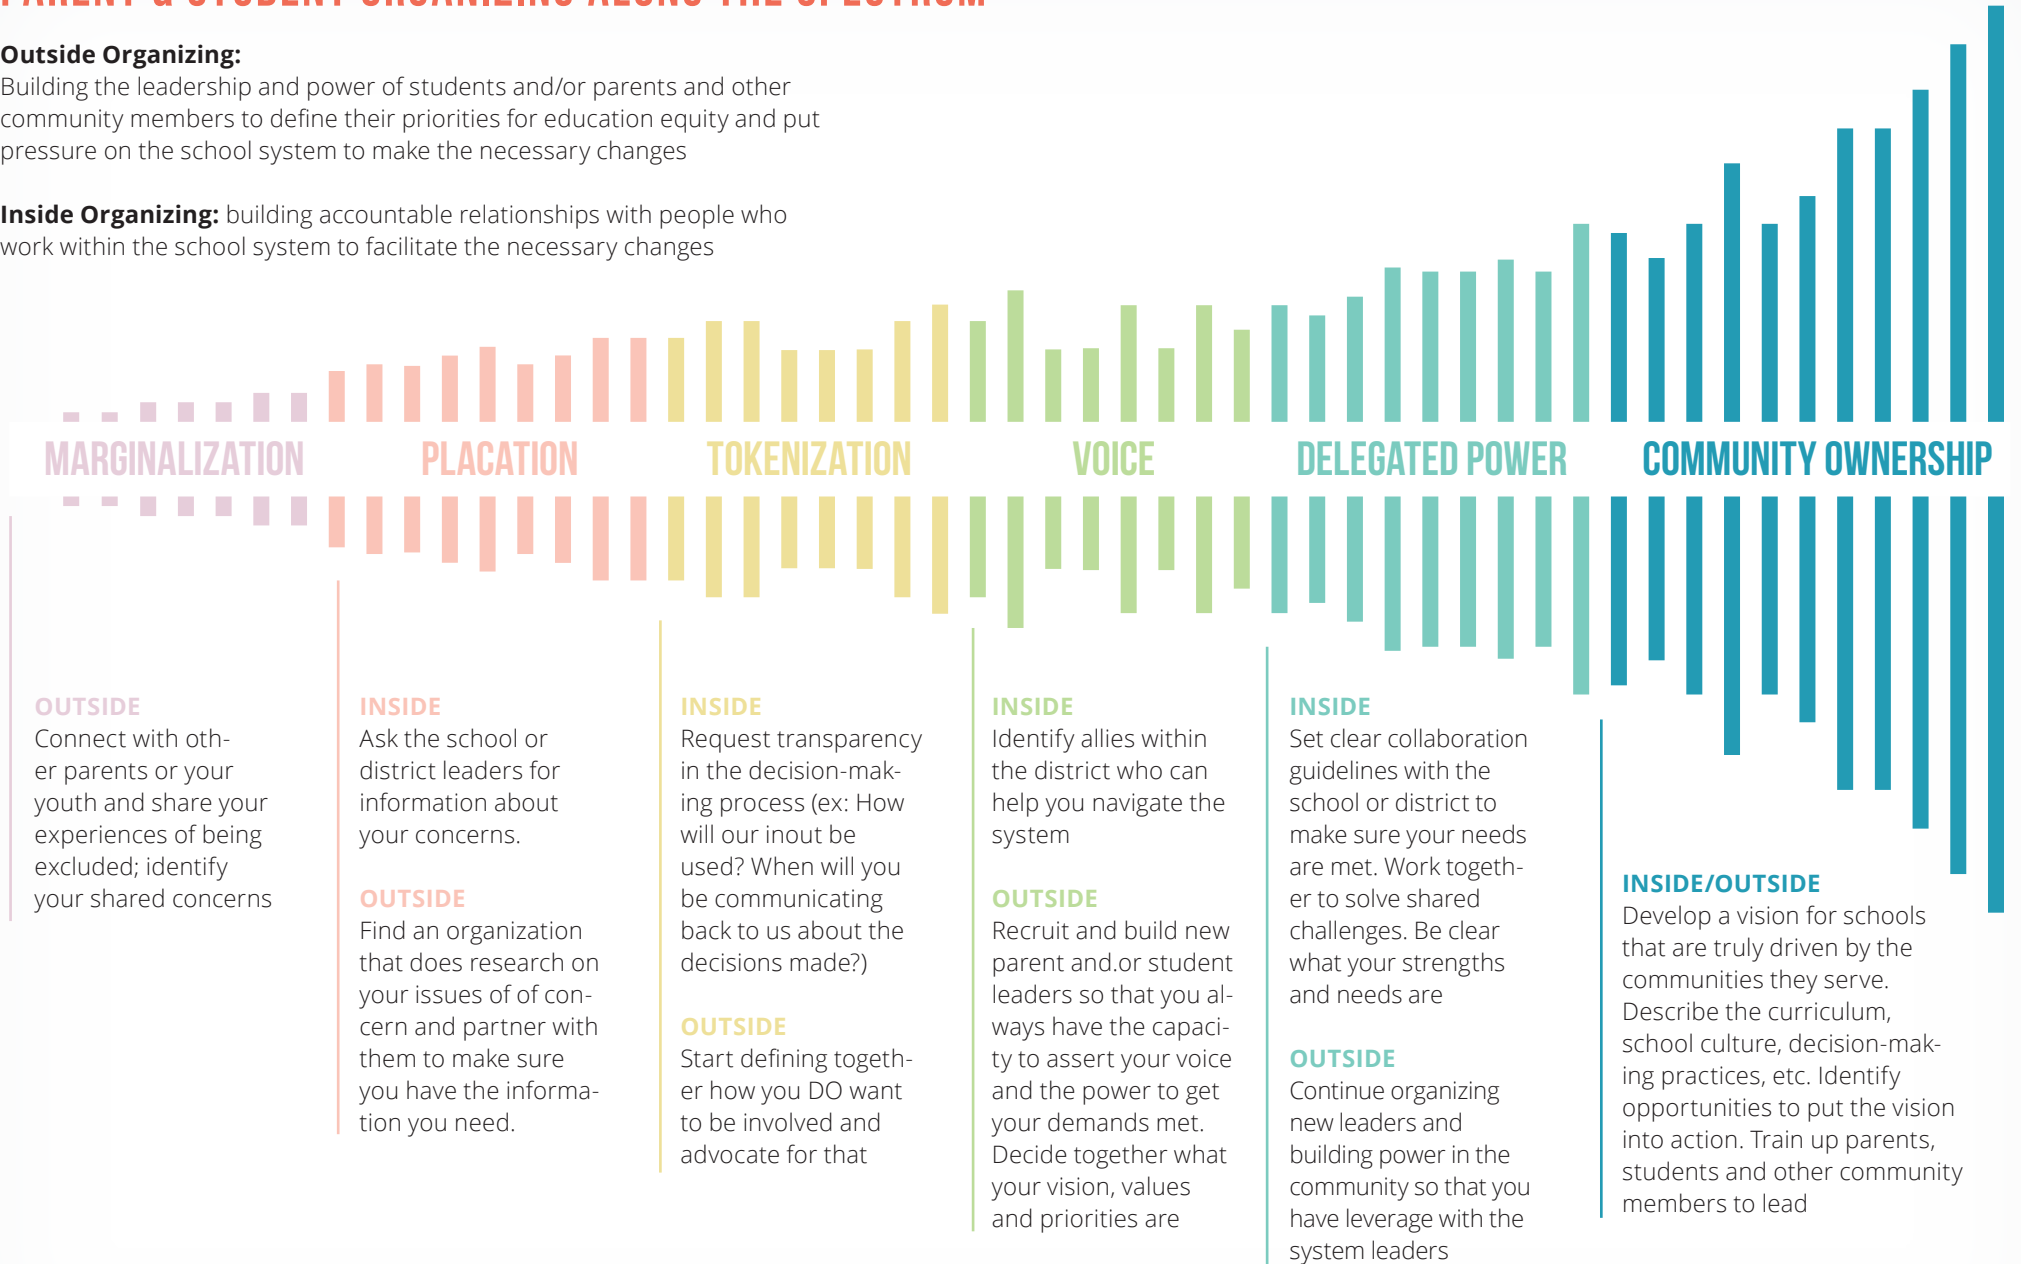 PARENT & STUDENT ORGANIZING ALONG THE SPECTRUM
Outside Organizing:
Building the leadership and power of students and/or parents and other
community members to define their priorities for education equity and put
pressure on the school system to make the necessary changes
Inside Organizing: building accountable relationships with people who
work within the school system to facilitate the necessary changes
MARGINALIZATION
PLACATION
TOKENIZATION
VOICE
DELEGATED POWER
COMMUNITY OWNERSHIP
OUTSIDE
Connect with oth-
er parents or your
youth and share your
experiences of being
excluded; identify
your shared concerns
INSIDE
Ask the school or
district leaders for
information about
your concerns.
OUTSIDE
Find an organization
that does research on
your issues of of con-
cern and partner with
them to make sure
you have the informa-
tion you need.
INSIDE
Request transparency
in the decision-mak-
ing process (ex: How
will our inout be
used? When will you
be communicating
back to us about the
decisions made?)
OUTSIDE
Start defining togeth-
er how you DO want
to be involved and
advocate for that
INSIDE
Identify allies within
the district who can
help you navigate the
system
OUTSIDE
Recruit and build new
parent and.or student
leaders so that you al-
ways have the capaci-
ty to assert your voice
and the power to get
your demands met.
Decide together what
your vision, values
and priorities are
INSIDE
Set clear collaboration
guidelines with the
school or district to
make sure your needs
are met. Work togeth-
er to solve shared
challenges. Be clear
what your strengths
and needs are
OUTSIDE
Continue organizing
new leaders and
building power in the
community so that you
have leverage with the
system leaders
INSIDE/OUTSIDE
Develop a vision for schools
that are truly driven by the
communities they serve.
Describe the curriculum,
school culture, decision-mak-
ing practices, etc. Identify
opportunities to put the vision
into action. Train up parents,
students and other community
members to lead